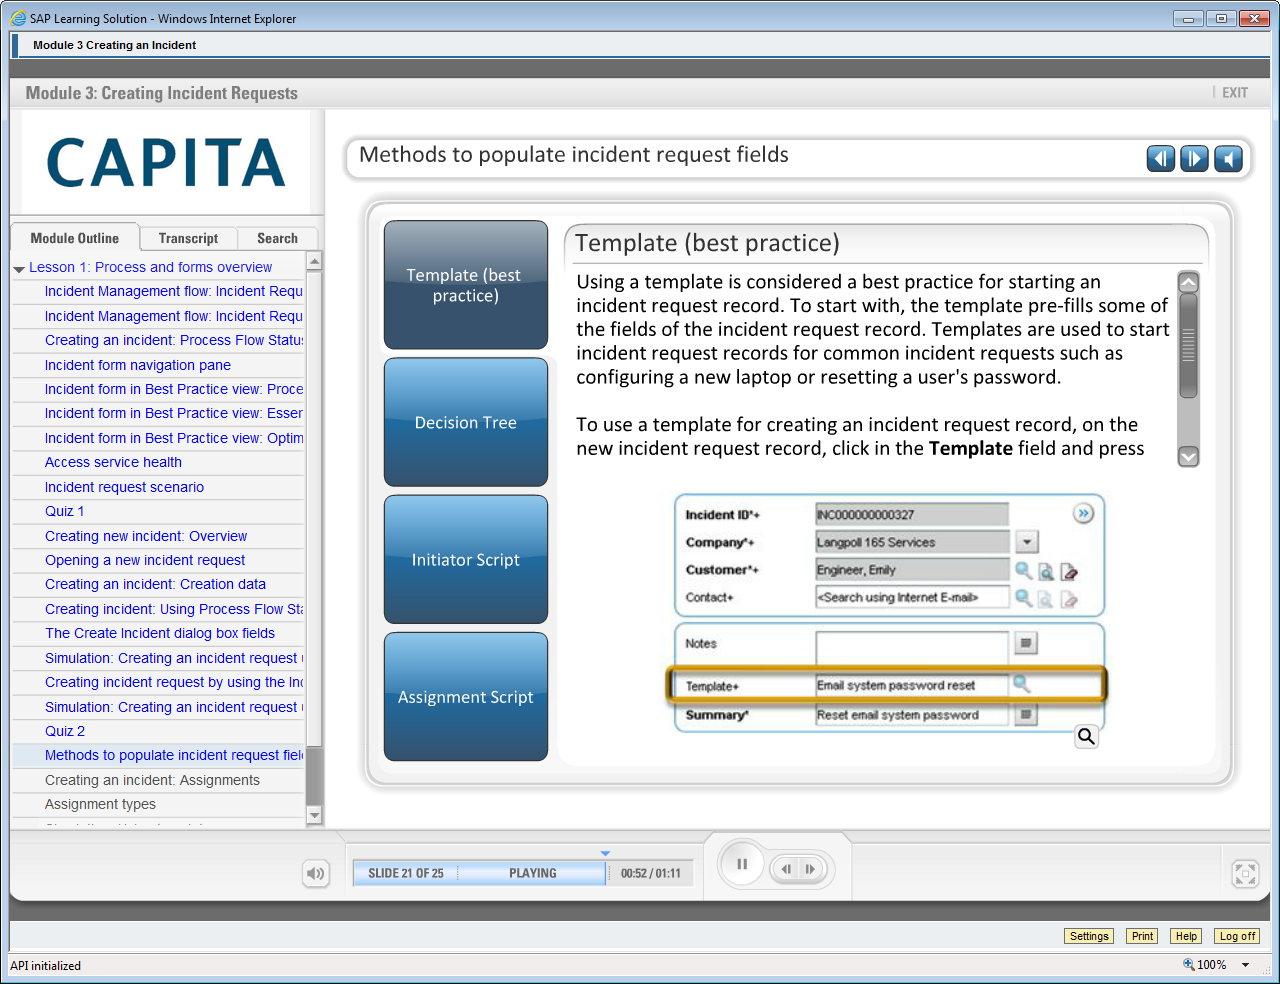 SAP Learning Solution - Windows Internet Explorer
Module 3 Creating an Incident
Module 3: Creating Incident Requests
EXIT
CAPITA
Module Outline
Transcript
Search
Lesson 1: Process and forms overview
Incident Management flow: Incident Requ
Incident Management flow: Incident Requ
Creating an incident: Process Flow Status
Incident form navigation pane
Incident form in Best Practice view: Proce
Incident form in Best Practice view: Essen
Incident form in Best Practice view: Option
Access service health
Incident request scenario
Quiz 1
Creating new incident: Overview
Opening a new incident request
Creating an incident: Creation data
Creating incident: Using Process Flow Sta
The Create Incident dialog box fields
Simulation: Creating an incident request u
Creating incident request by using the Inc
Simulation: Creating an incident request u
Quiz 2
Methods to populate incident request field
Creating an incident: Assignments
Assignment types
Methods to populate incident request fields
Template (best
practice)
Decision Tree
Initiator Script
Assignment Script
Template (best practice)
Using a template is considered a best practice for starting an
incident request record. To start with, the template pre-fills some of
the fields of the incident request record. Templates are used to start
incident request records for common incident requests such as
configuring a new laptop or resetting a user's password.
To use a template for creating an incident request record, on the
new incident request record, click in the Template field and press
Incident ID*+ INC000000000327
Company*+ Langpoll 165 Services
Customer*+ Engineer, Emily
Contact+ <Search using Internet E-mail>
Notes
Template+ Email system password reset
Summary* Reset email system password
SLIDE 21 OF 25
PLAYING
00:52 / 01:11
Settings
Print
Help
Log off
API initialized
100%